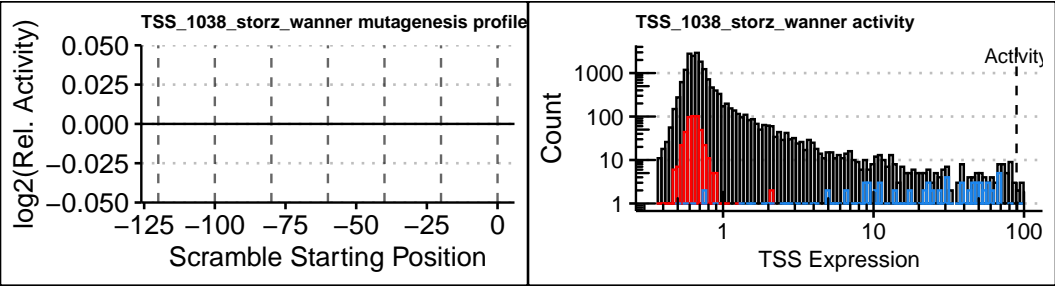 TSS_1038_storz_wanner mutagenesis profile
log2(Rel. Activity)
0.050
0.025
0.000
−0.025
−0.050
−125 −100 −75 −50 −25 0
Scramble Starting Position
TSS_1038_storz_wanner activity
Activity
Count
1000
100
10
1
1 10 100
TSS Expression